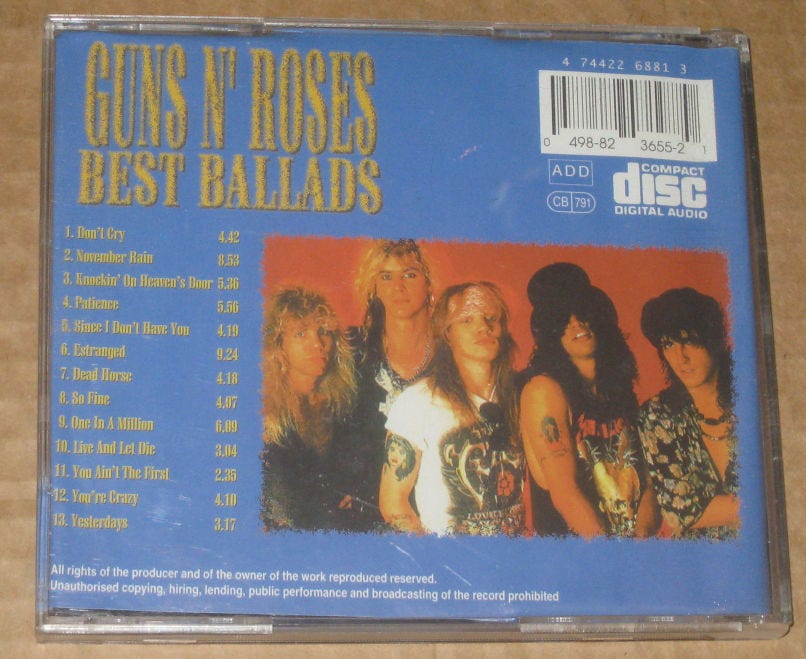 GUNS N' ROSES
BEST BALLADS
4 74422 6881 3
0 498-82 3655-2 1
ADD
CB 791
COMPACT
disc
DIGITAL AUDIO
1. Don't Cry 4.42
2. November Rain 8.53
3. Knockin' On Heaven's Door 5.36
4. Patience 5.56
5. Since I Don't Have You 4.19
6. Estranged 9.24
7. Dead Horse 4.18
8. So Fine 4.07
9. One In A Million 6.09
10. Live And Let Die 3.04
11. You Ain't The First 2.35
12. You're Crazy 4.10
13. Yesterdays 3.17
All rights of the producer and of the owner of the work reproduced reserved.
Unauthorised copying, hiring, lending, public performance and broadcasting of the record prohibited